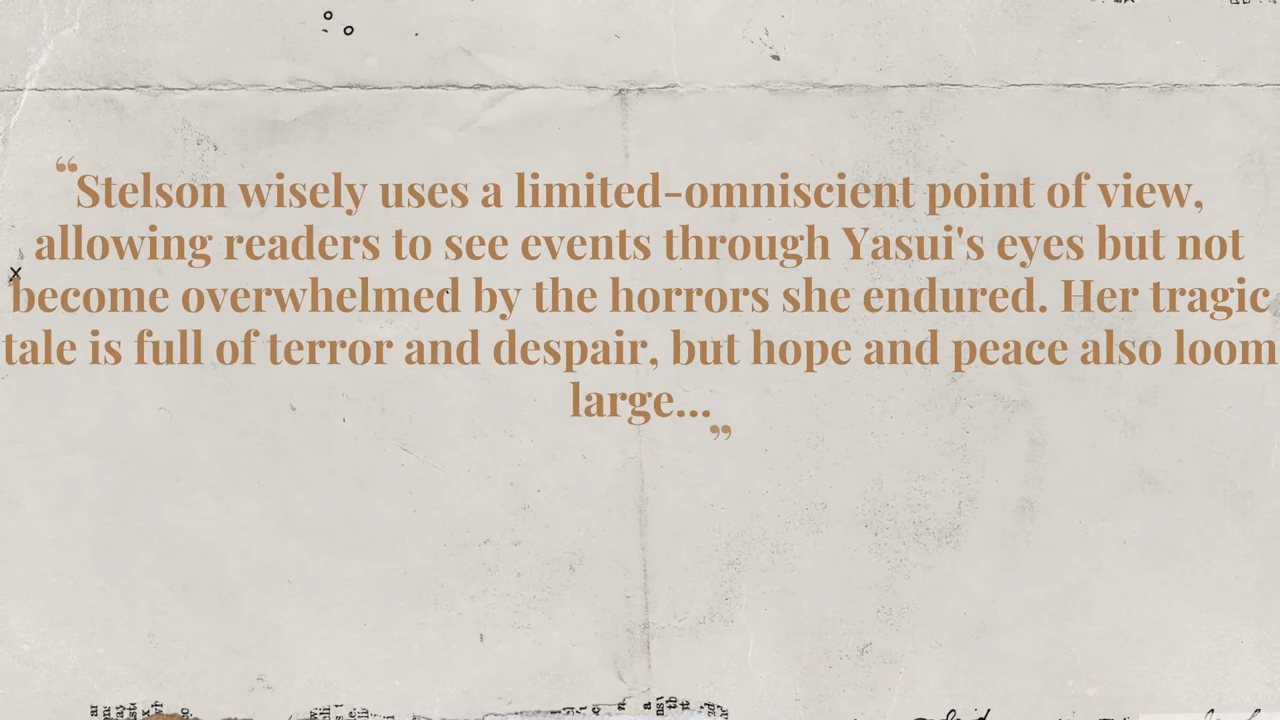 “Stelson wisely uses a limited-omniscient point of view,
allowing readers to see events through Yasui's eyes but not
become overwhelmed by the horrors she endured. Her tragic
tale is full of terror and despair, but hope and peace also loom
large...”